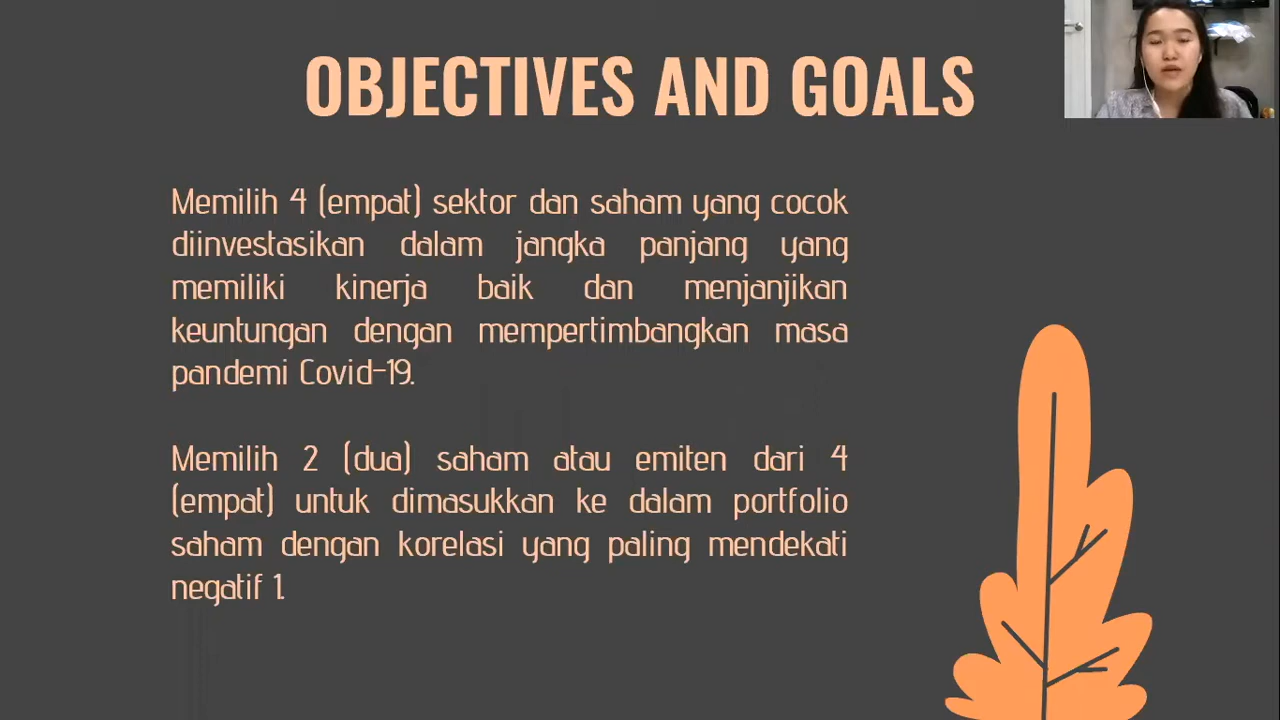 OBJECTIVES AND GOALS
Memilih 4 (empat) sektor dan saham yang cocok
diinvestasikan dalam jangka panjang yang
memiliki kinerja baik dan menjanjikan
keuntungan dengan mempertimbangkan masa
pandemi Covid-19.
Memilih 2 (dua) saham atau emiten dari 4
(empat) untuk dimasukkan ke dalam portfolio
saham dengan korelasi yang paling mendekati
negatif 1.